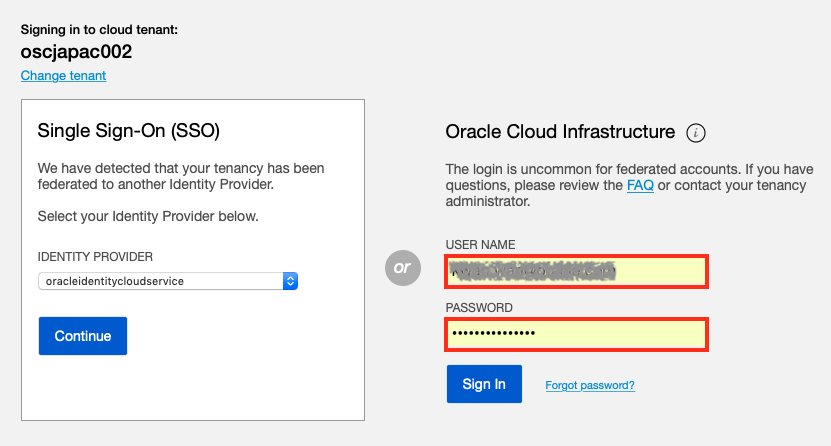 Signing in to cloud tenant:
oscjapac002
Change tenant
Single Sign-On (SSO)
We have detected that your tenancy has been
federated to another Identity Provider.
Select your Identity Provider below.
IDENTITY PROVIDER
oracleidentitycloudservice
Continue
or
Oracle Cloud Infrastructure i
The login is uncommon for federated accounts. If you have
questions, please review the FAQ or contact your tenancy
administrator.
USER NAME
PASSWORD
•••••••••••••••
Sign In
Forgot password?